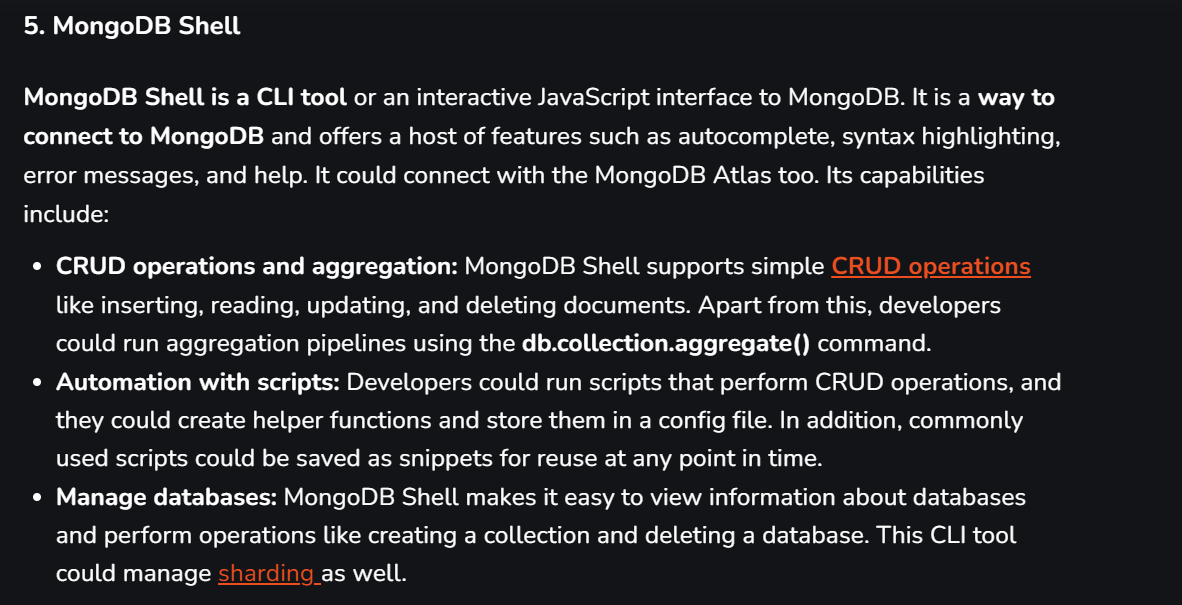 5. MongoDB Shell
MongoDB Shell is a CLI tool or an interactive JavaScript interface to MongoDB. It is a way to
connect to MongoDB and offers a host of features such as autocomplete, syntax highlighting,
error messages, and help. It could connect with the MongoDB Atlas too. Its capabilities
include:
• CRUD operations and aggregation: MongoDB Shell supports simple CRUD operations
like inserting, reading, updating, and deleting documents. Apart from this, developers
could run aggregation pipelines using the db.collection.aggregate() command.
• Automation with scripts: Developers could run scripts that perform CRUD operations, and
they could create helper functions and store them in a config file. In addition, commonly
used scripts could be saved as snippets for reuse at any point in time.
• Manage databases: MongoDB Shell makes it easy to view information about databases
and perform operations like creating a collection and deleting a database. This CLI tool
could manage sharding as well.